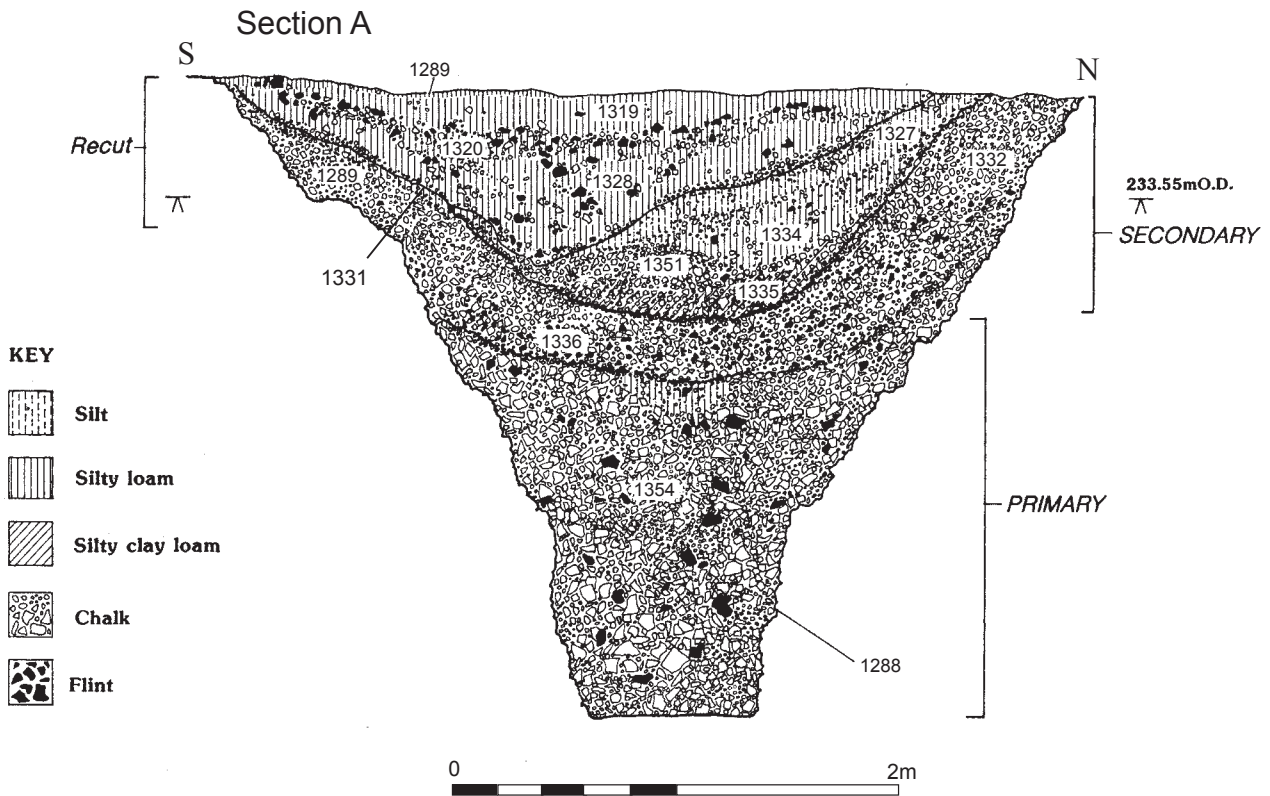 Section A
S
N
1289
1319
1327
1320
1332
Recut
1289
1328
233.55mO.D.
1334
SECONDARY
1351
1331
1335
1336
KEY
Silt
Silty loam
1354
PRIMARY
Silty clay loam
Chalk
1288
Flint
0 2m